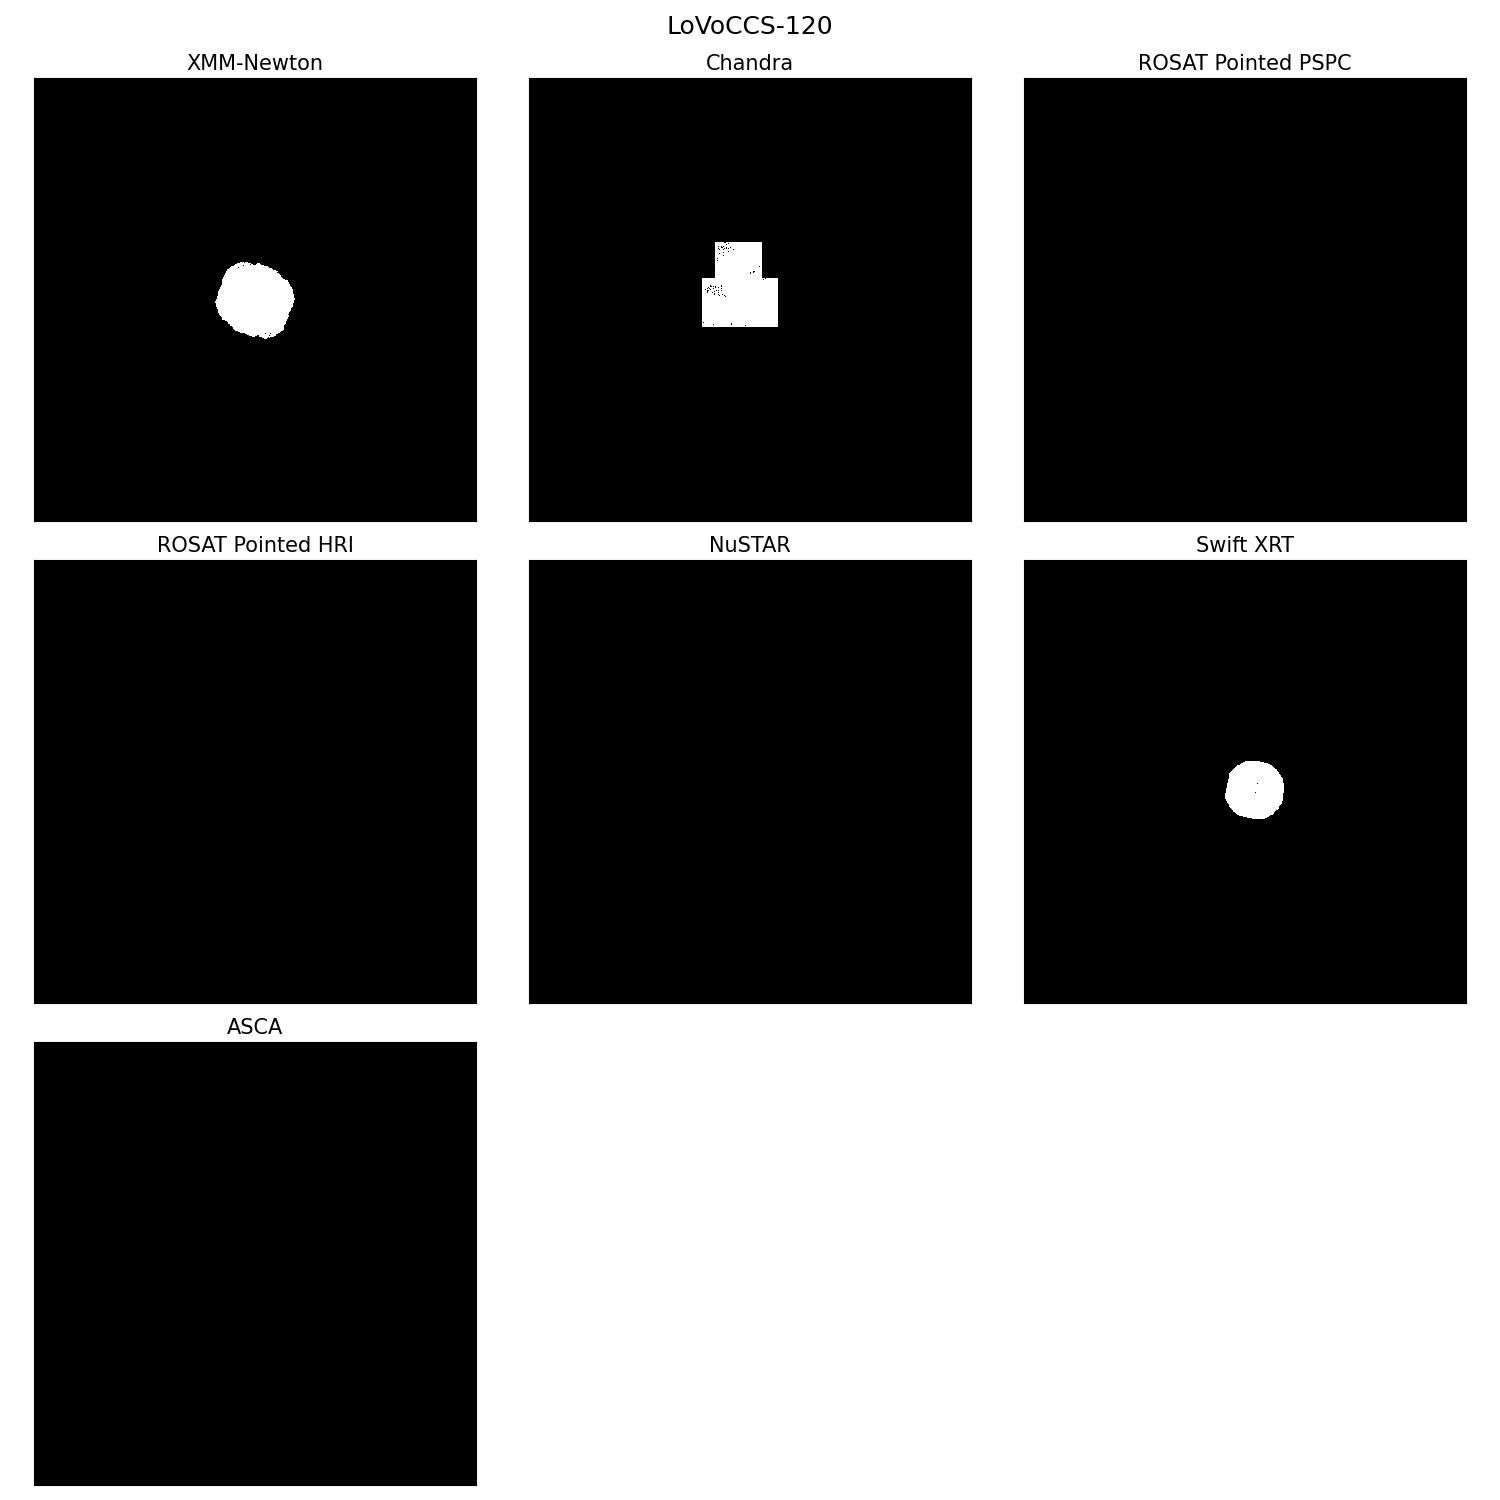 LoVoCCS-120
XMM-Newton
Chandra
ROSAT Pointed PSPC
ROSAT Pointed HRI
NuSTAR
Swift XRT
ASCA